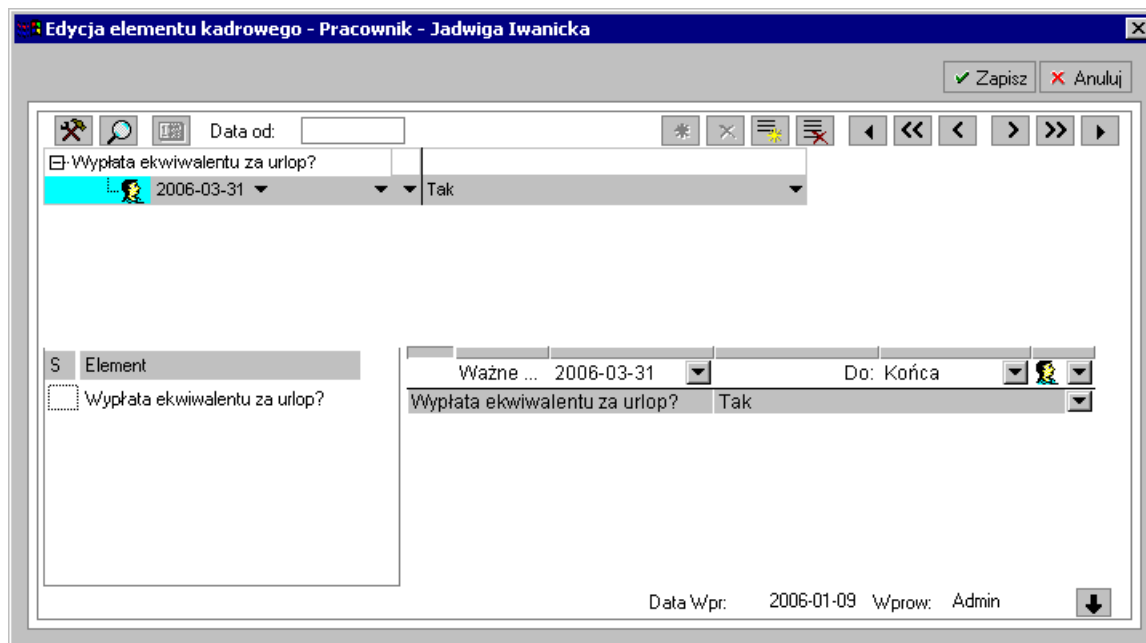 Edycja elementu kadrowego - Pracownik - Jadwiga Iwanicka
Zapisz Anuluj
Data od:
Wypłata ekwiwalentu za urlop?
2006-03-31 Tak
S Element
Wypłata ekwiwalentu za urlop?
Ważne ... 2006-03-31 Do: Końca
Wypłata ekwiwalentu za urlop? Tak
Data Wpr: 2006-01-09 Wprow: Admin